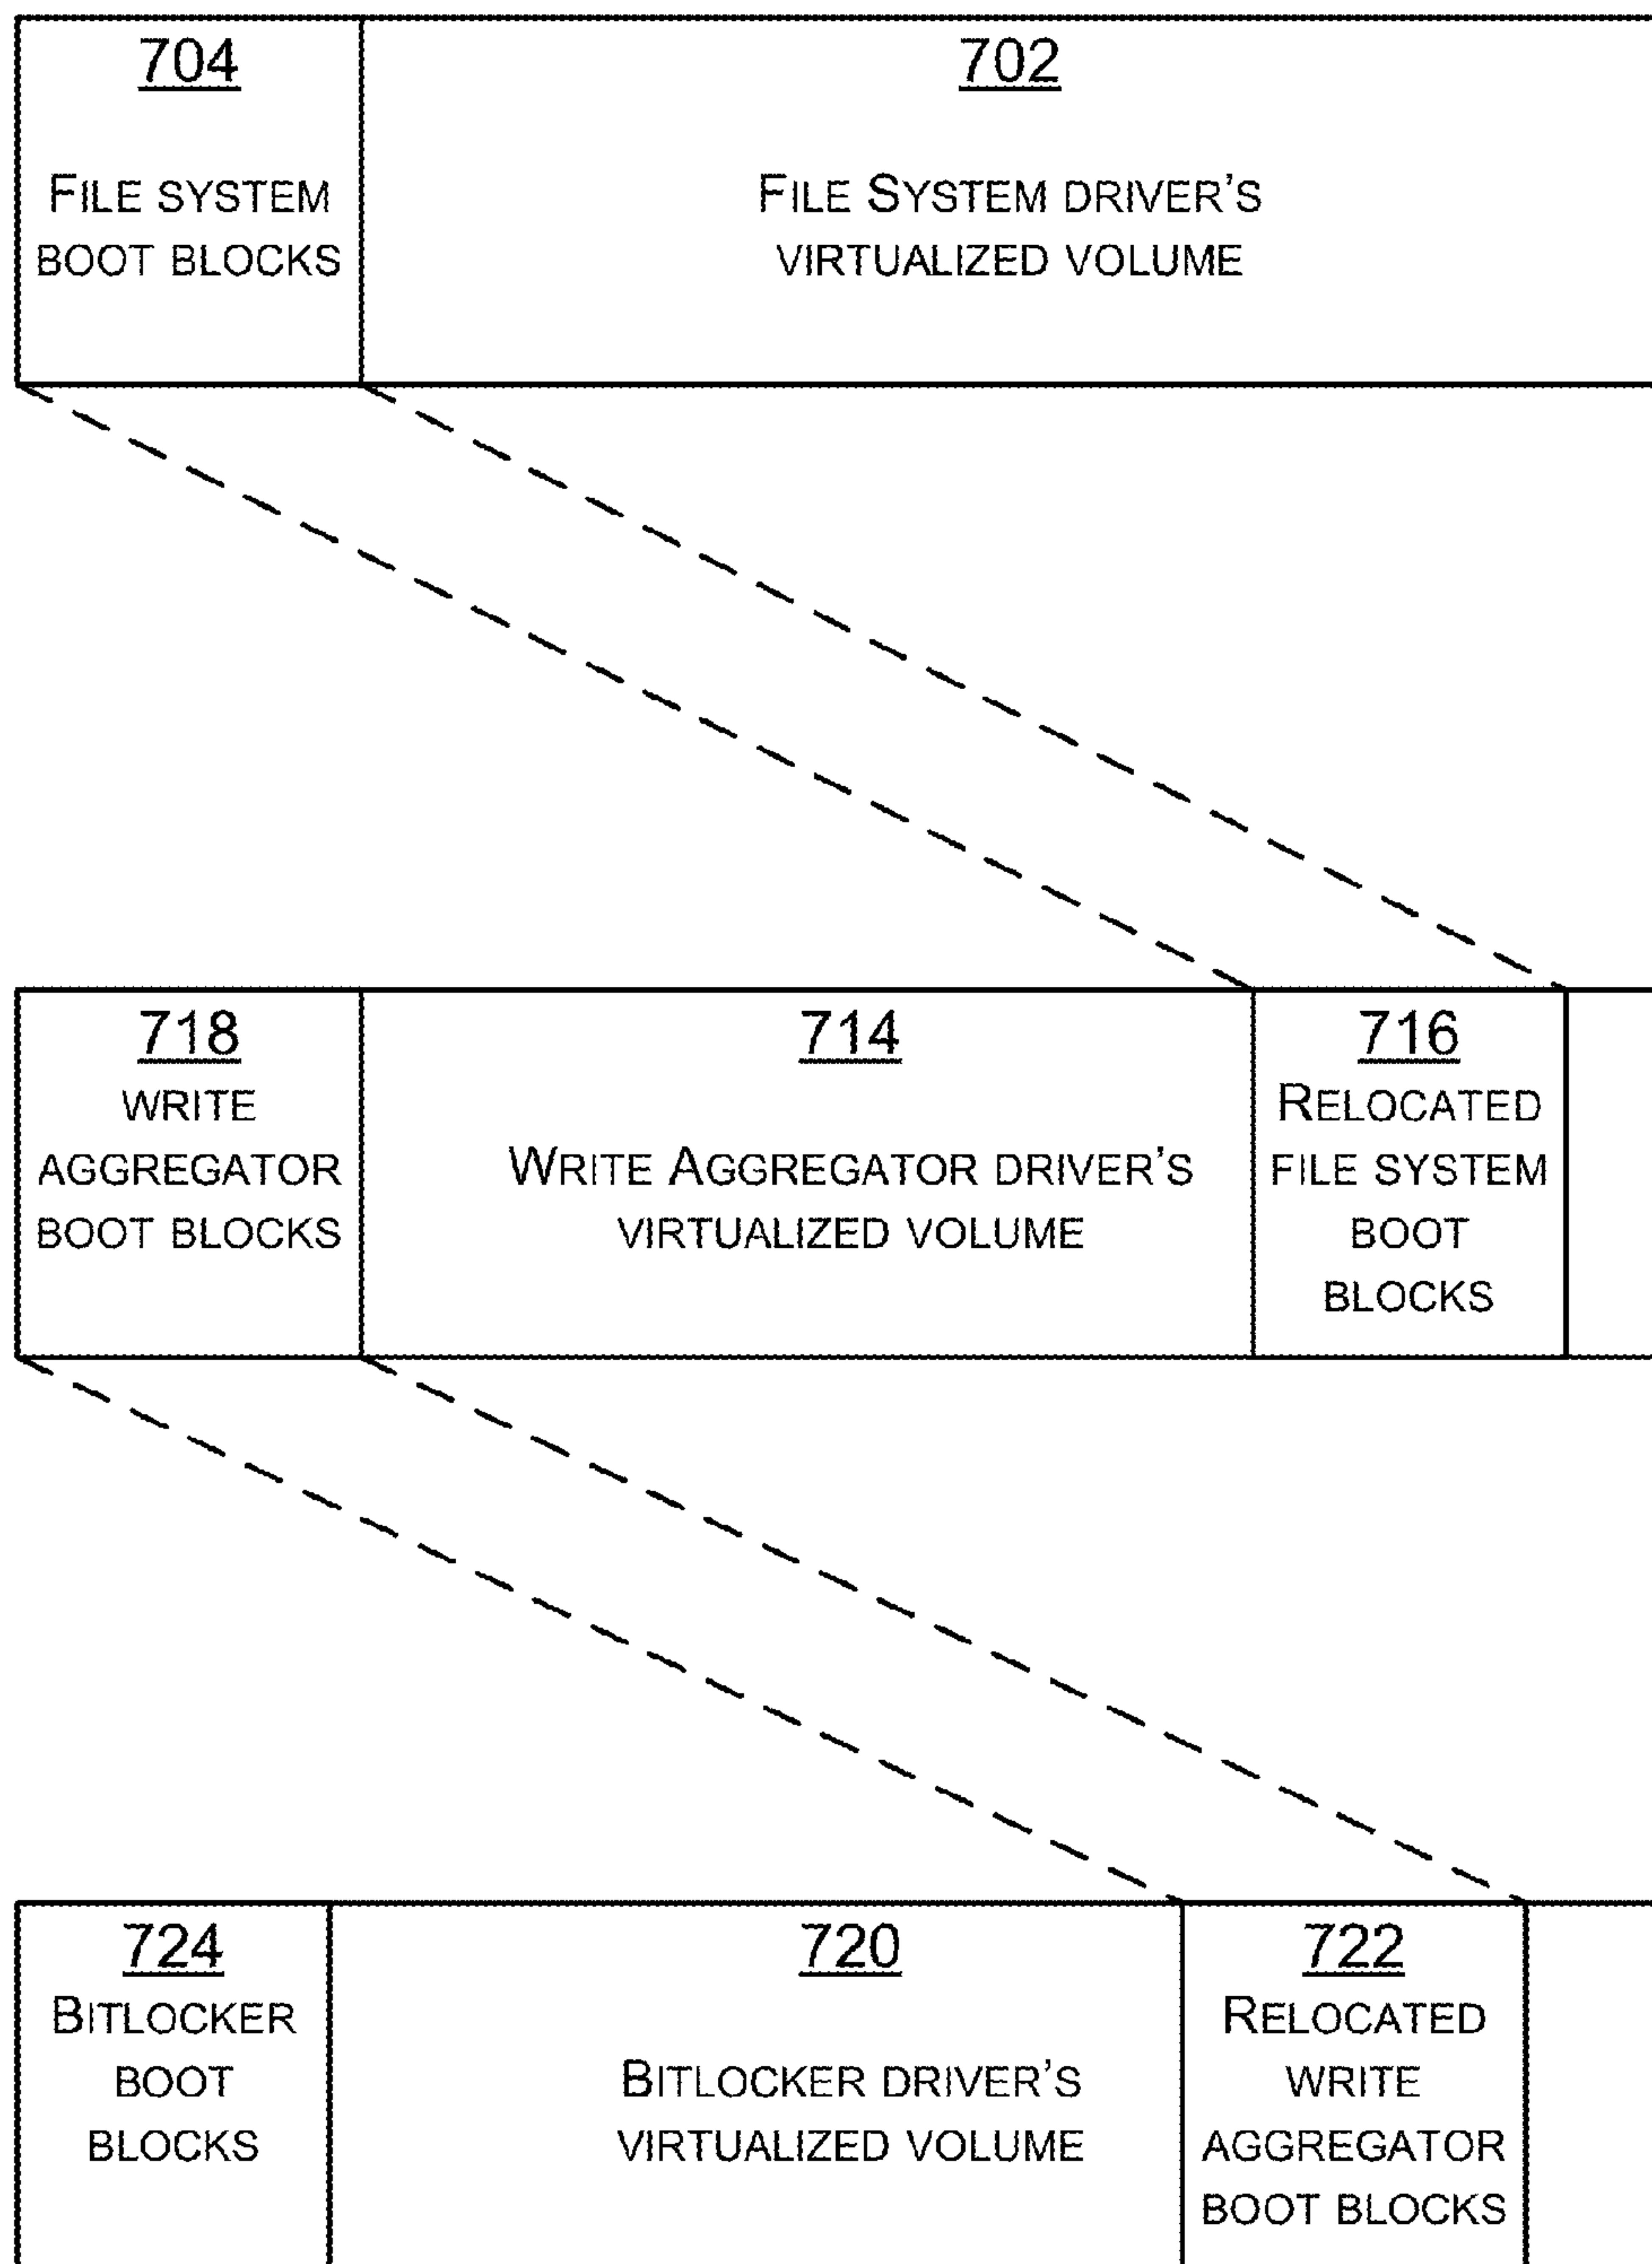 704
FILE SYSTEM
BOOT BLOCKS
702
FILE SYSTEM DRIVER'S
VIRTUALIZED VOLUME
718
WRITE
AGGREGATOR
BOOT BLOCKS
714
WRITE AGGREGATOR DRIVER'S
VIRTUALIZED VOLUME
716
RELOCATED
FILE SYSTEM
BOOT
BLOCKS
724
BITLOCKER
BOOT
BLOCKS
720
BITLOCKER DRIVER'S
VIRTUALIZED VOLUME
722
RELOCATED
WRITE
AGGREGATOR
BOOT BLOCKS